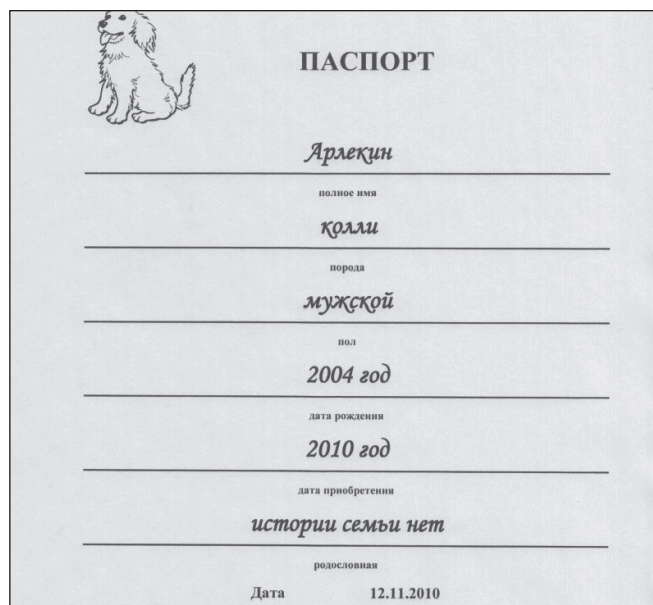 ПАСПОРТ
Арлекин
полное имя
колли
порода
мужской
пол
2004 год
дата рождения
2010 год
дата приобретения
истории семьи нет
родословная
Дата 12.11.2010